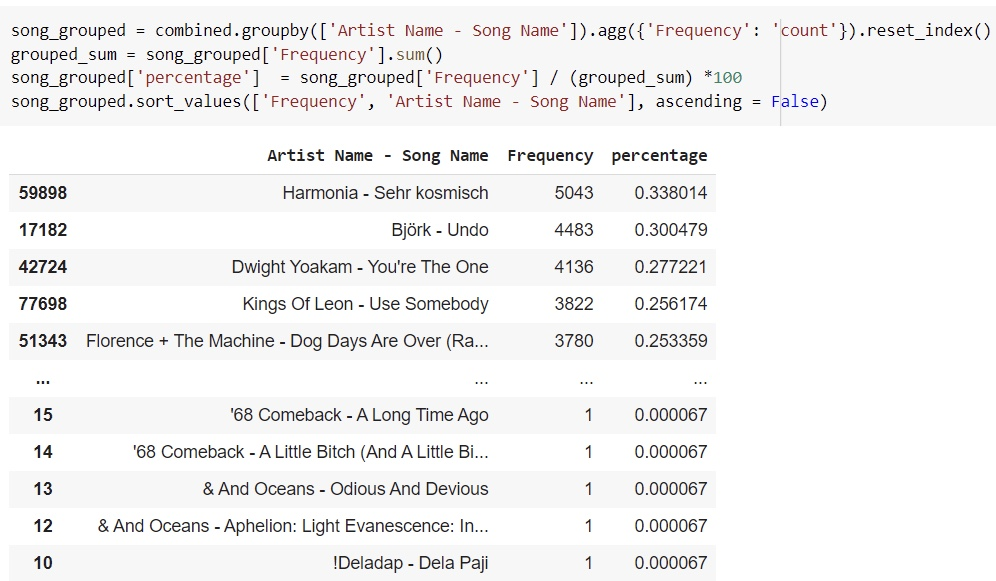 song_grouped = combined.groupby(['Artist Name - Song Name']).agg({'Frequency': 'count'}).reset_index()
grouped_sum = song_grouped['Frequency'].sum()
song_grouped['percentage']  = song_grouped['Frequency'] / (grouped_sum) *100
song_grouped.sort_values(['Frequency', 'Artist Name - Song Name'], ascending = False)
Artist Name - Song Name Frequency percentage
59898 Harmonia - Sehr kosmisch 5043 0.338014
17182 Björk - Undo 4483 0.300479
42724 Dwight Yoakam - You're The One 4136 0.277221
77698 Kings Of Leon - Use Somebody 3822 0.256174
51343 Florence + The Machine - Dog Days Are Over (Ra... 3780 0.253359
... ... ... ...
15 '68 Comeback - A Long Time Ago 1 0.000067
14 '68 Comeback - A Little Bitch (And A Little Bi... 1 0.000067
13 & And Oceans - Odious And Devious 1 0.000067
12 & And Oceans - Aphelion: Light Evanescence: In... 1 0.000067
10 !Deladap - Dela Paji 1 0.000067